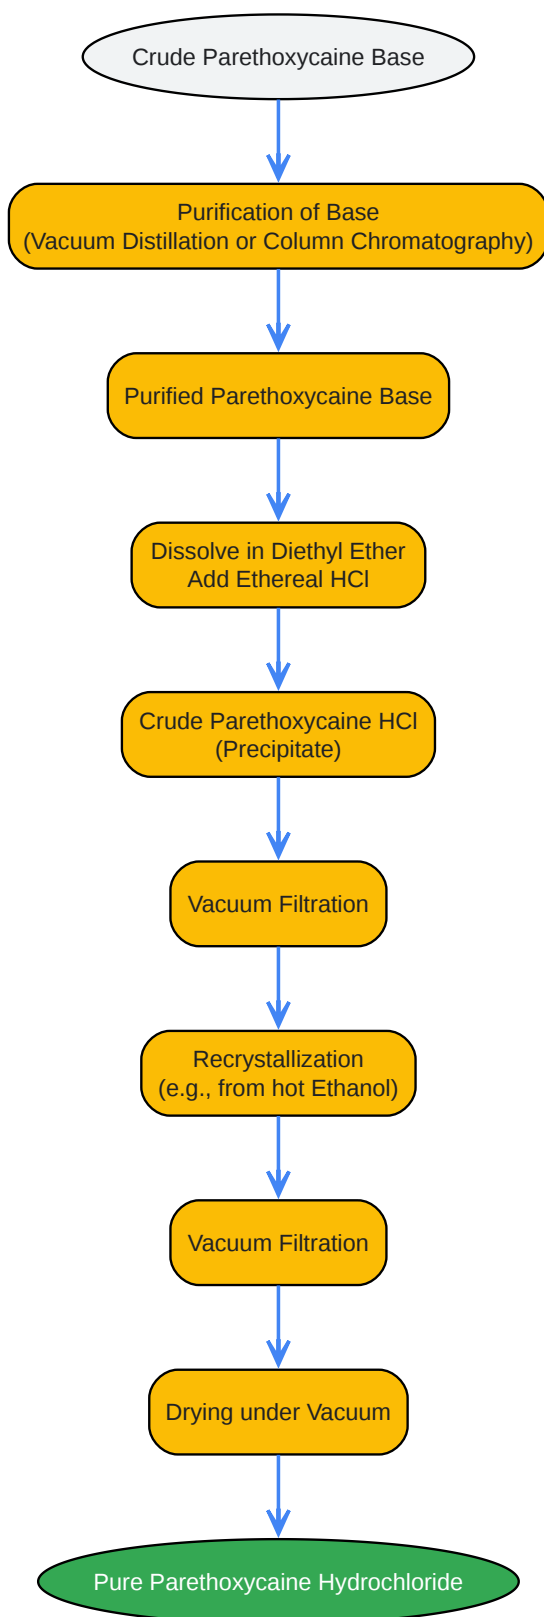 Crude Parethoxycaine Base
Purification of Base
(Vacuum Distillation or Column Chromatography)
Purified Parethoxycaine Base
Dissolve in Diethyl Ether
Add Ethereal HCl
Crude Parethoxycaine HCl
(Precipitate)
Vacuum Filtration
Recrystallization
(e.g., from hot Ethanol)
Vacuum Filtration
Drying under Vacuum
Pure Parethoxycaine Hydrochloride